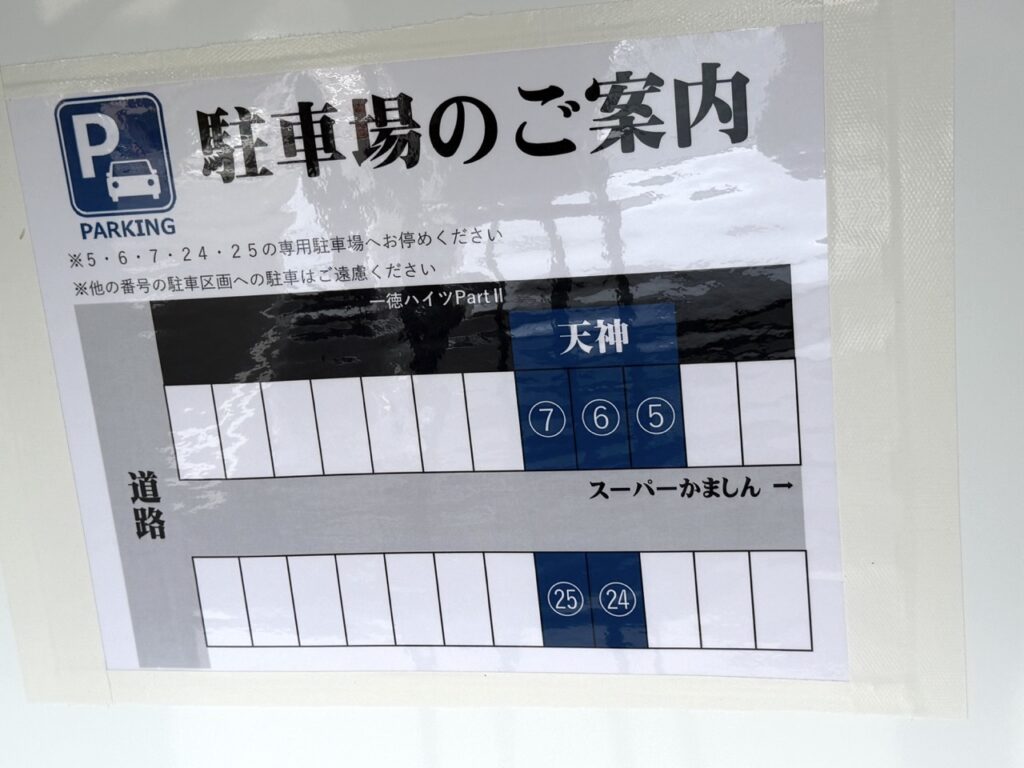 P
駐車場のご案内
PARKING
※5・6・7・24・25の専用駐車場へお停めください
※他の番号の駐車区画への駐車はご遠慮ください
一徳ハイツPartⅡ
天神
⑦ ⑥ ⑤
スーパーかましん →
道路
㉕ ㉔